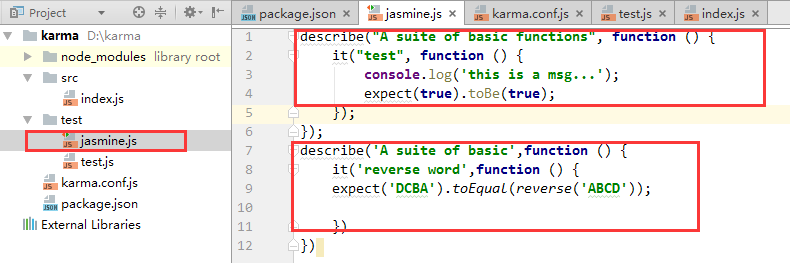 Project
package.json
jasmine.js
karma.conf.js
test.js
index.js
karma D:\karma
node_modules library root
src
index.js
test
jasmine.js
test.js
karma.conf.js
package.json
External Libraries
1 describe("A suite of basic functions", function () {
2 it("test", function () {
3 console.log('this is a msg...');
4 expect(true).toBe(true);
5 });
6 });
7 describe('A suite of basic',function () {
8 it('reverse word',function () {
9 expect('DCBA').toEqual(reverse('ABCD'));
10
11 })
12 })